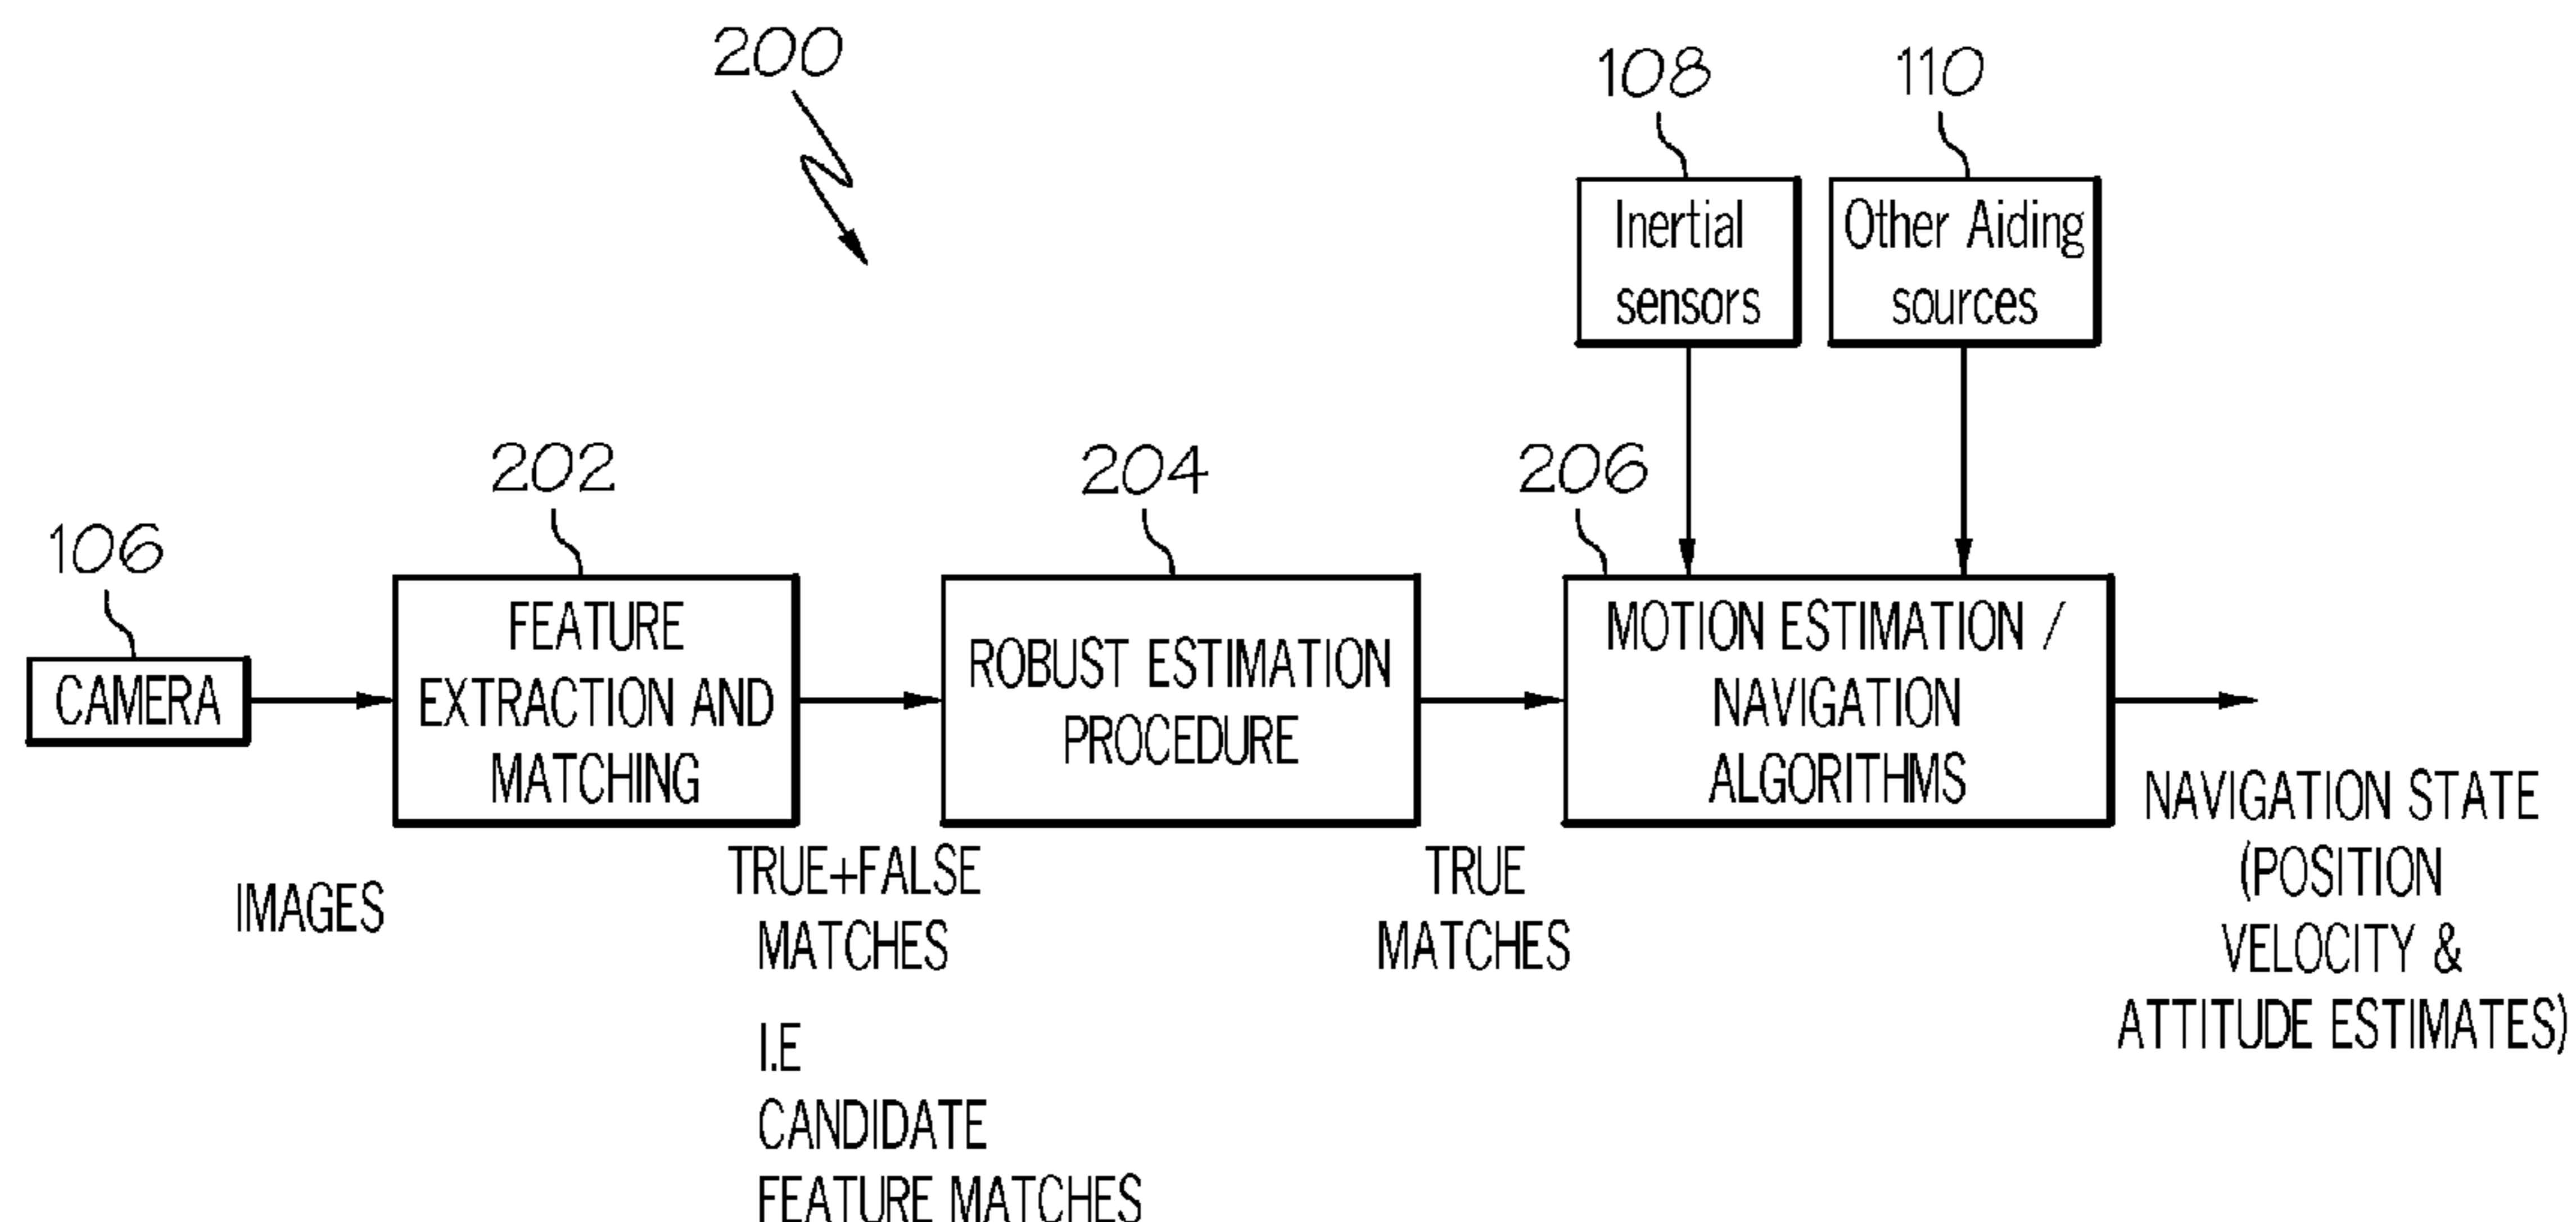 200
108
110
Inertial
sensors
Other Aiding
sources
202
204
206
106
CAMERA
FEATURE
EXTRACTION AND
MATCHING
ROBUST ESTIMATION
PROCEDURE
MOTION ESTIMATION /
NAVIGATION
ALGORITHMS
IMAGES
TRUE+FALSE
MATCHES
I.E
CANDIDATE
FEATURE MATCHES
TRUE
MATCHES
NAVIGATION STATE
(POSITION
VELOCITY &
ATTITUDE ESTIMATES)